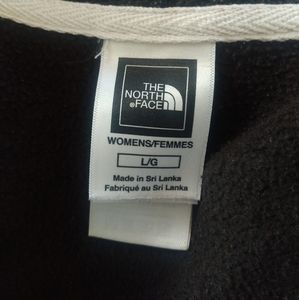 THE
NORTH
®FACE
WOMENS/FEMMES
L/G
Made in Sri Lanka
Fabriqué au Sri Lanka